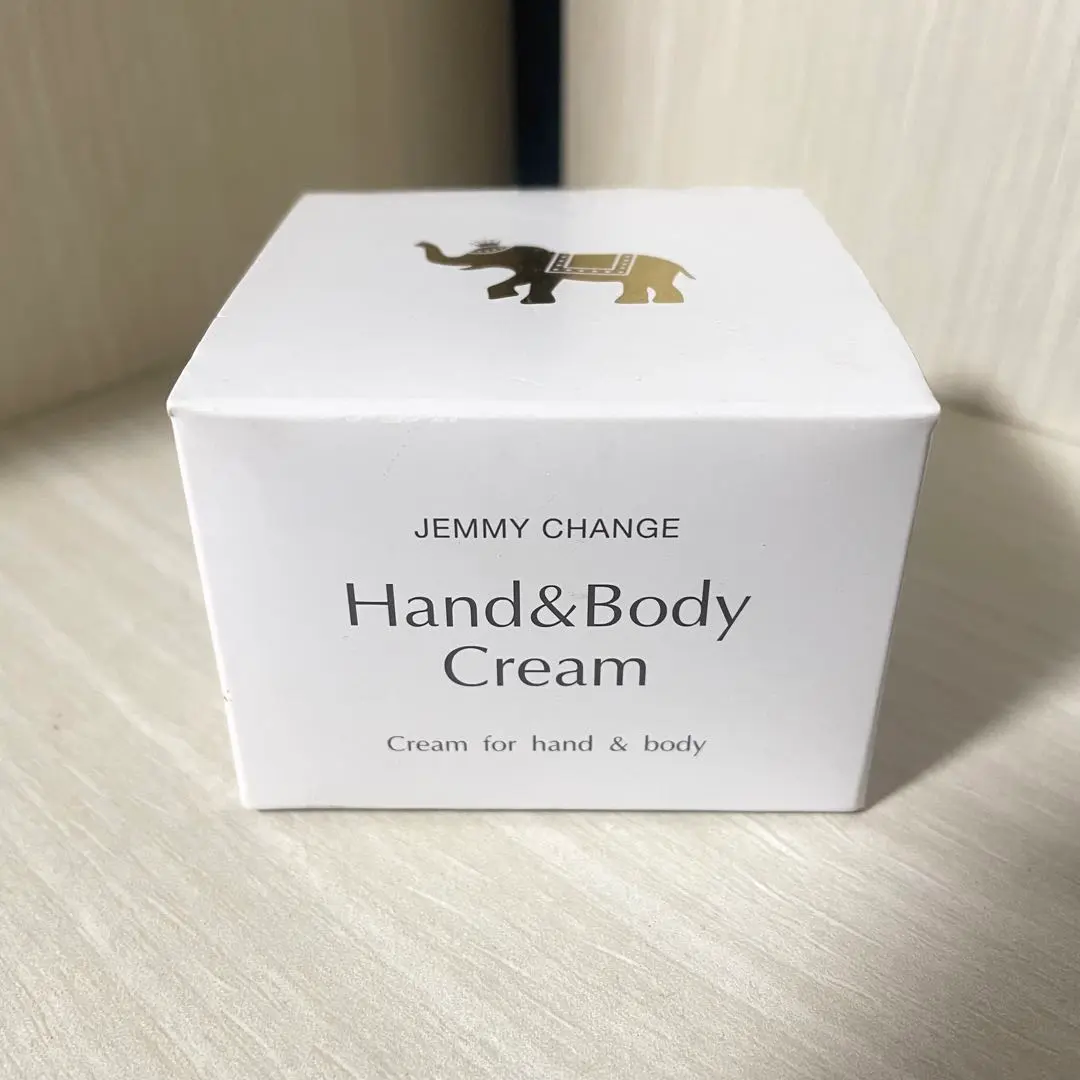 JEMMY CHANGE
Hand&Body
Cream
Cream for hand & body